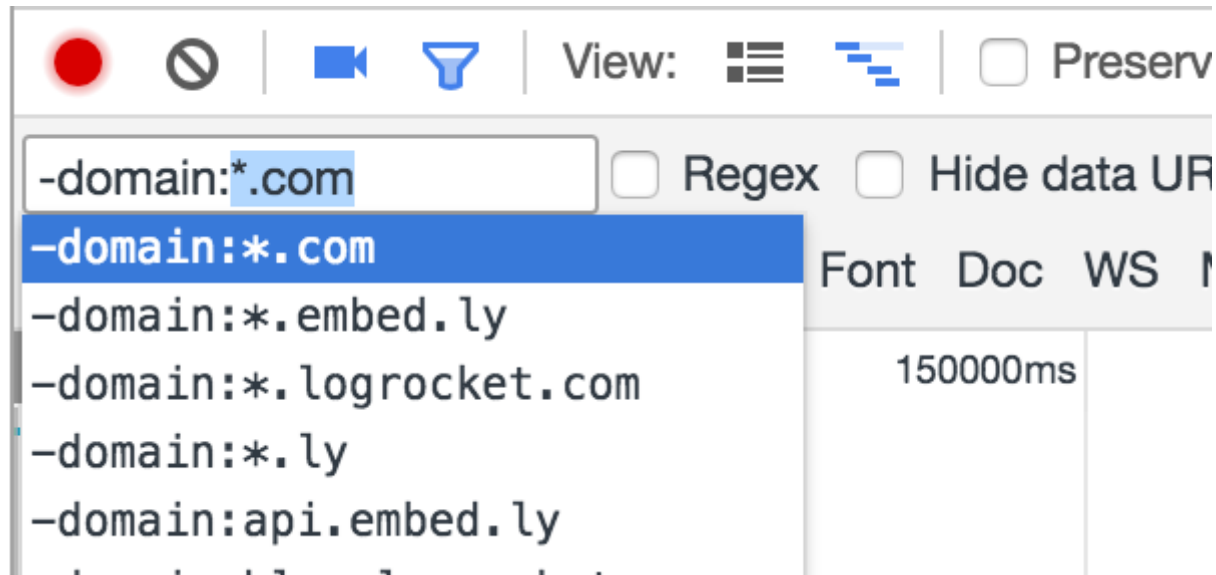 View: Preserv
-domain:*.com Regex Hide data UR
-domain:*.com
Font Doc WS
-domain:*.embed.ly
-domain:*.logrocket.com
150000ms
-domain:*.ly
-domain:api.embed.ly